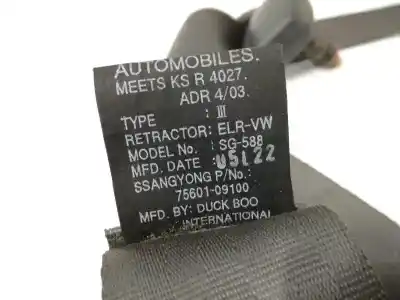 AUTOMOBILES.
MEETS KS R 4027.
ADR 4/03.
TYPE : III
RETRACTOR: ELR-VW
MODEL No. : SG-588
MFD. DATE : 05L22
SSANGYONG P/No.:
75601-09100
MFD. BY: DUCK BOO
INTERNATIONAL